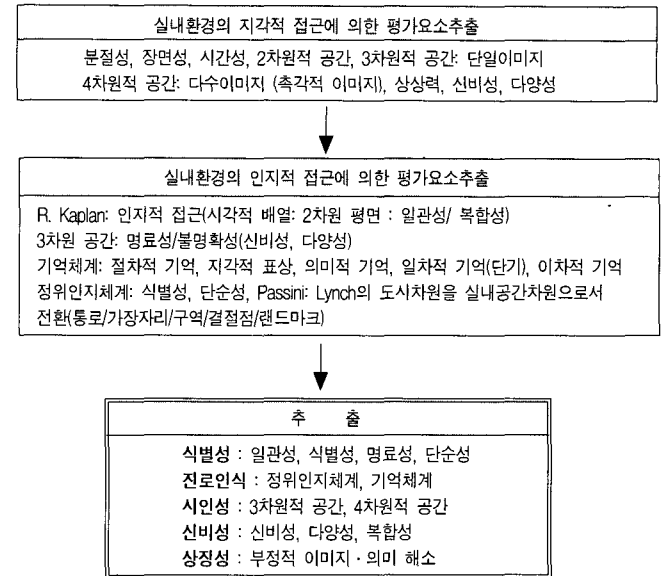 실내환경의 지각적 접근에 의한 평가요소추출
분절성, 장면성, 시간성, 2차원적 공간, 3차원적 공간: 단일이미지
4차원적 공간: 다수이미지 (촉각적 이미지), 상상력, 신비성, 다양성
실내환경의 인지적 접근에 의한 평가요소추출
R. Kaplan: 인지적 접근(시각적 배열: 2차원 평면 : 일관성/ 복합성)
3차원 공간: 명료성/불명확성(신비성, 다양성)
기억체계: 절차적 기억, 지각적 표상, 의미적 기억, 일차적 기억(단기), 이차적 기억
정위인지체계: 식별성, 단순성, Passini: Lynch의 도시차원을 실내공간차원으로서
전환(통로/가장자리/구역/결절점/랜드마크)
추 출
식별성 : 일관성, 식별성, 명료성, 단순성
진로인식 : 정위인지체계, 기억체계
시인성 : 3차원적 공간, 4차원적 공간
신비성 : 신비성, 다양성, 복합성
상징성 : 부정적 이미지 · 의미 해소